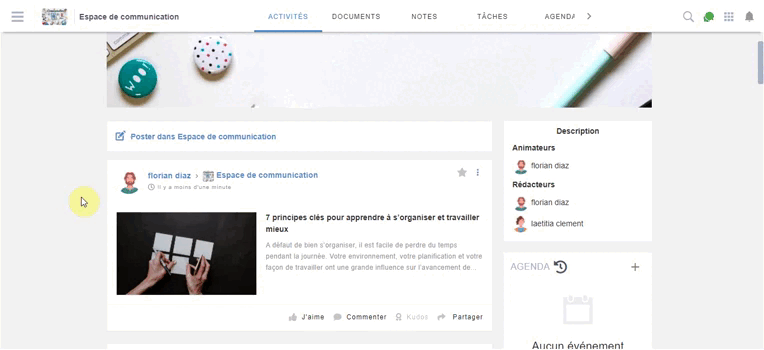 Espace de communication
ACTIVITÉS
DOCUMENTS
NOTES
TÂCHES
AGENDA
Poster dans Espace de communication
florian diaz › Espace de communication
Il y a moins d'une minute
7 principes clés pour apprendre à s'organiser et travailler
mieux
A défaut de bien s'organiser, il est facile de perdre du temps
pendant la journée. Votre environnement, votre planification et votre
façon de travailler ont une grande influence sur l'avancement de...
J'aime
Commenter
Kudos
Partager
Description
Animateurs
florian diaz
Rédacteurs
florian diaz
laetitia clement
AGENDA
Aucun événement